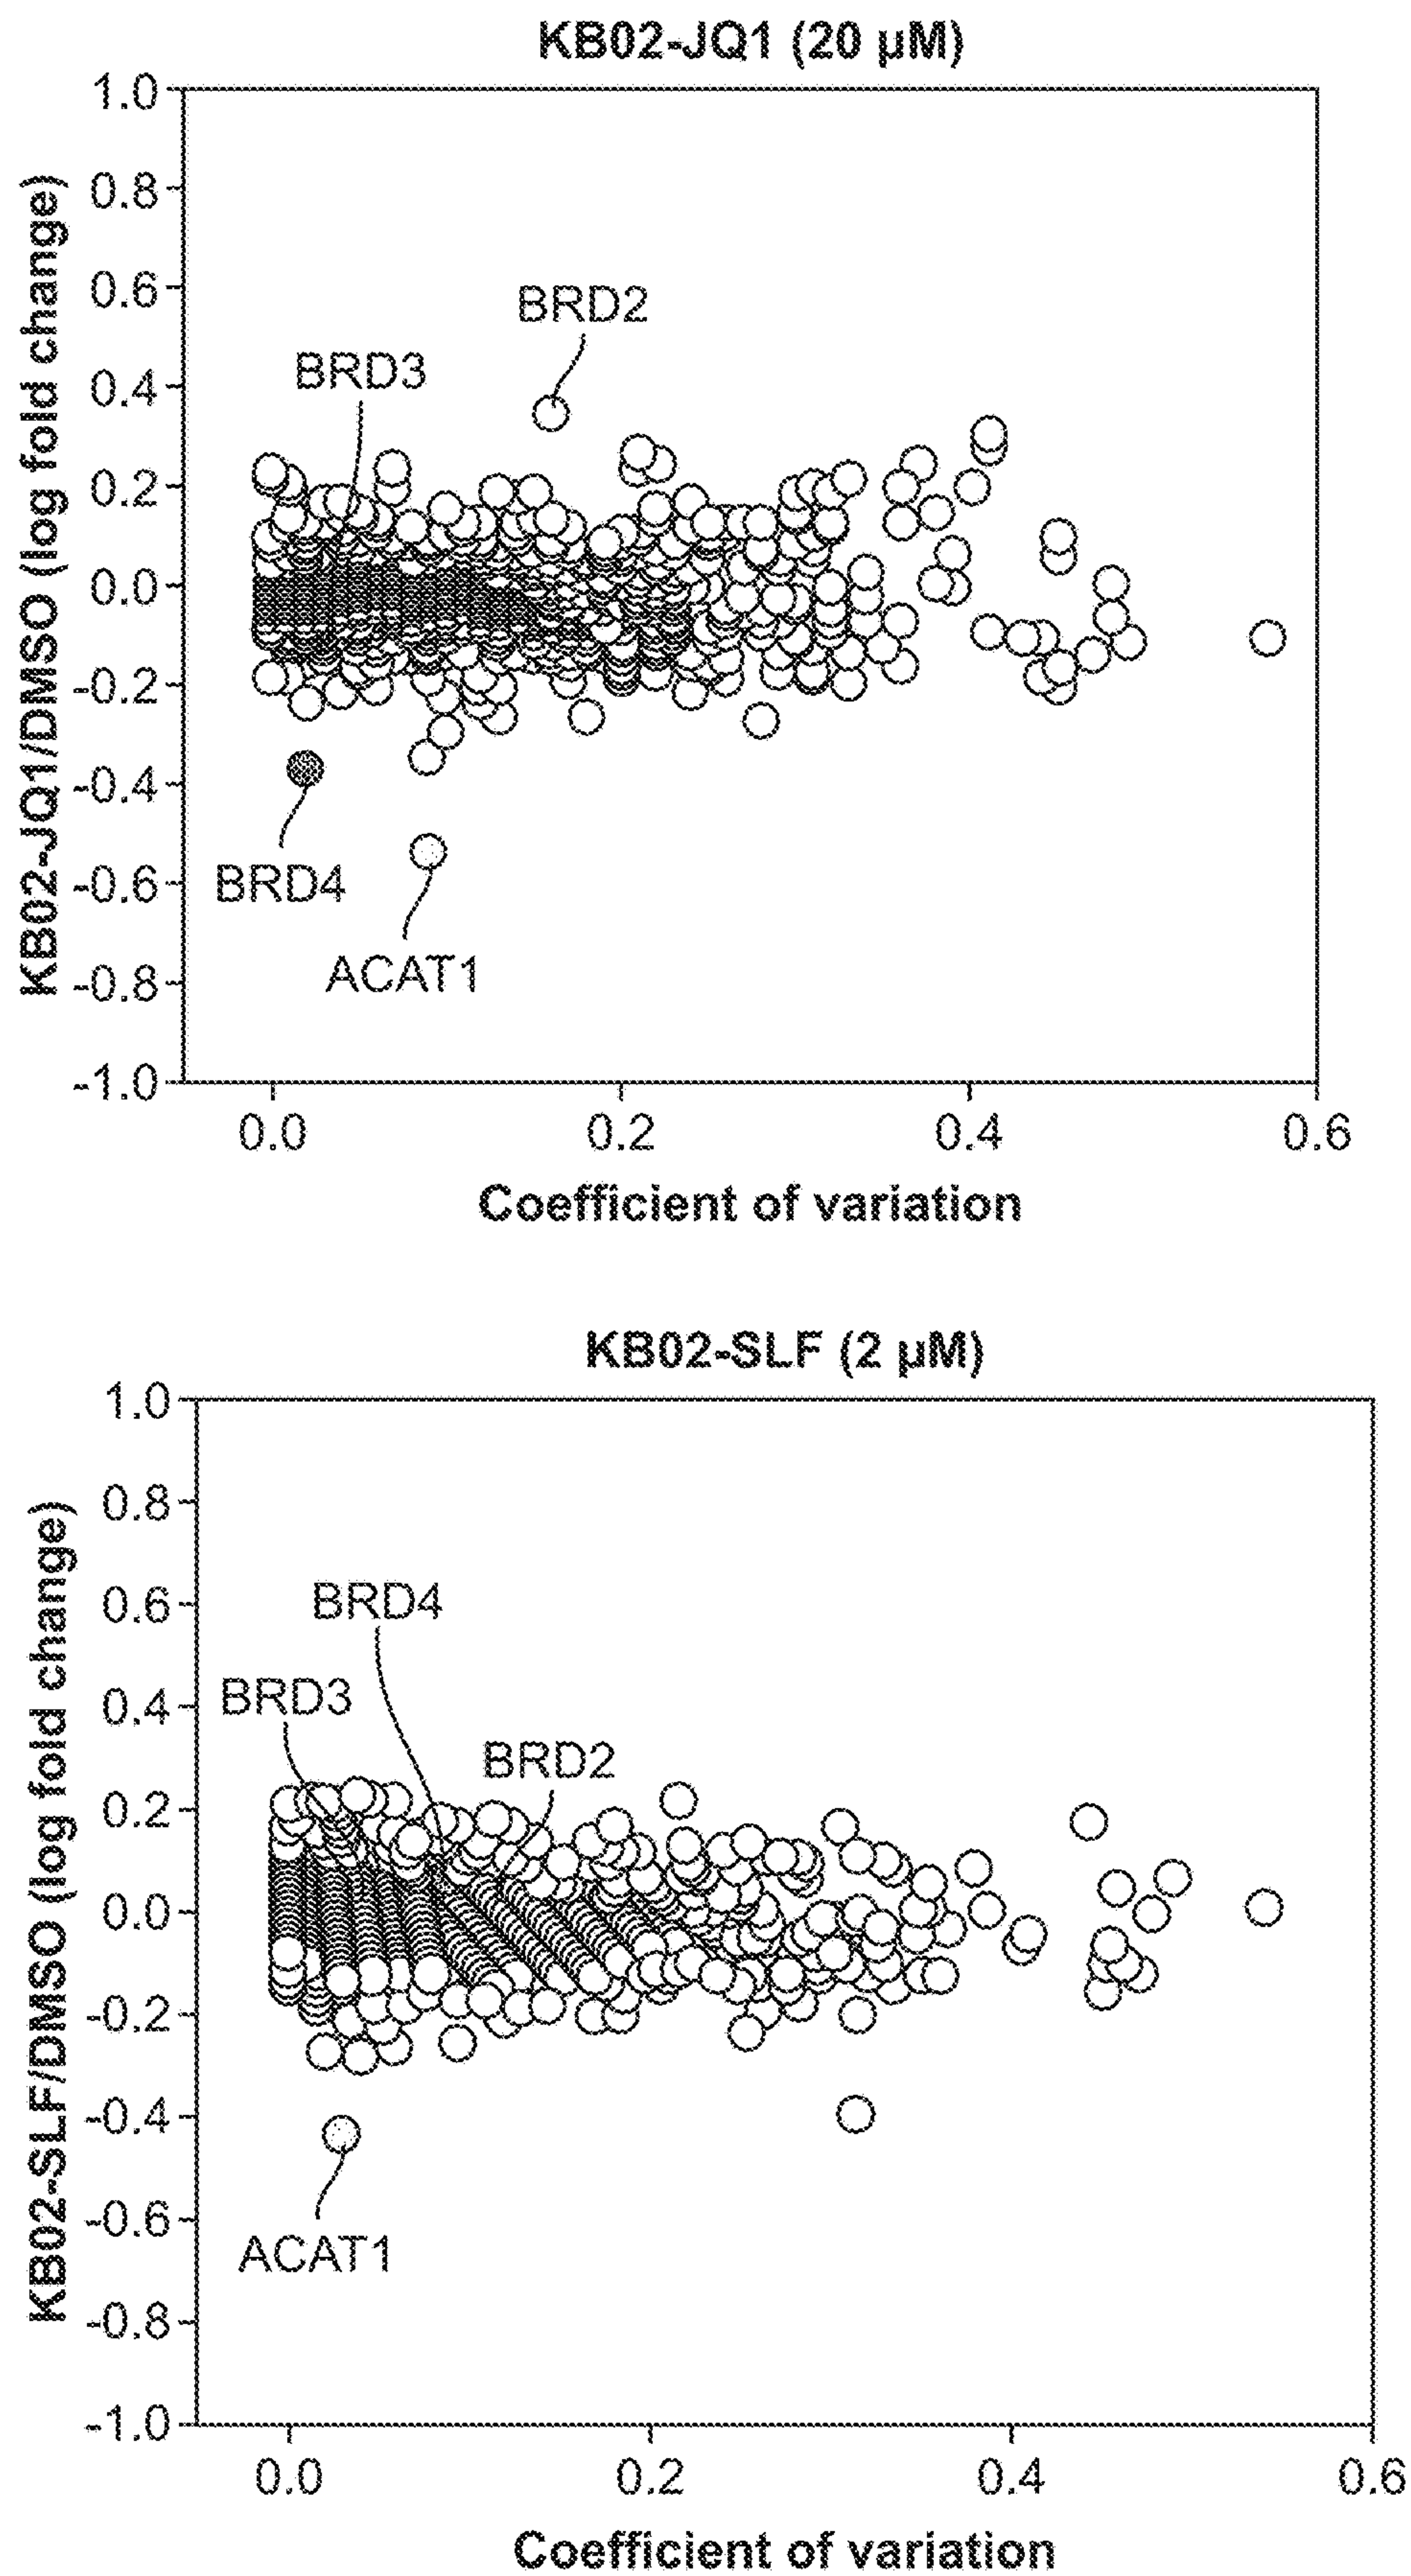 KB02-JQ1 (20 µM)
KB02-JQ1/DMSO (log fold change)
1.0
0.8
0.6
0.4
0.2
0.0
-0.2
-0.4
-0.6
-0.8
-1.0
BRD2
BRD3
BRD4
ACAT1
0.0 0.2 0.4 0.6
Coefficient of variation
KB02-SLF (2 µM)
KB02-SLF/DMSO (log fold change)
1.0
0.8
0.6
0.4
0.2
0.0
-0.2
-0.4
-0.6
-0.8
-1.0
BRD4
BRD3
BRD2
ACAT1
0.0 0.2 0.4 0.6
Coefficient of variation